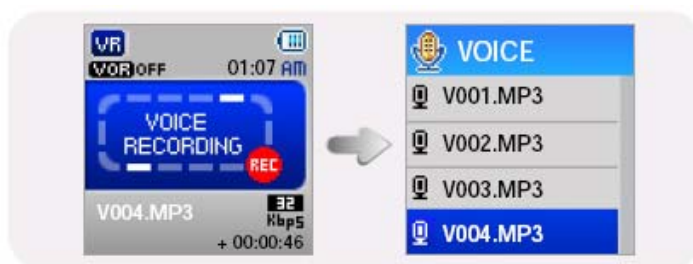 VR
VOR OFF 01:07 AM
VOICE
RECORDING
REC
V004.MP3 32
Kbps
+ 00:00:46
VOICE
V001.MP3
V002.MP3
V003.MP3
V004.MP3